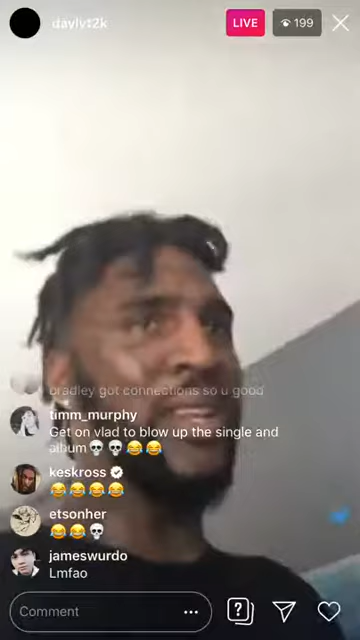 davlyt2k
LIVE
199
bradley got connections so u good
timm_murphy
Get on vlad to blow up the single and
album💀💀😂😂
keskross
😂😂😂😂
etsonher
😂😂💀
jameswurdo
Lmfao
Comment